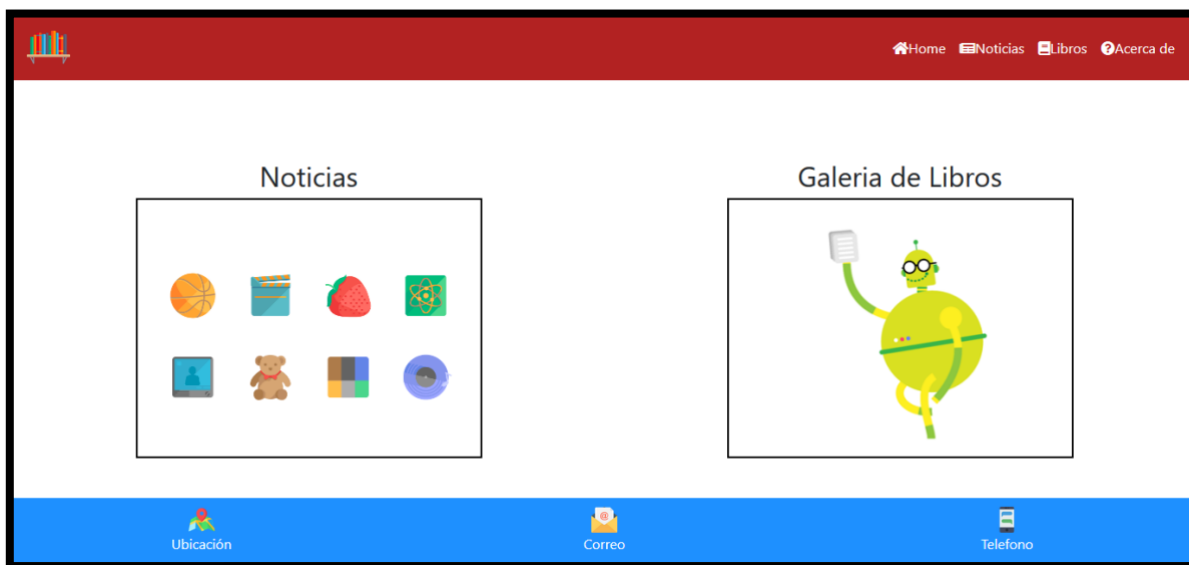 Home Noticias Libros Acerca de
Noticias
Galeria de Libros
Ubicación
Correo
Telefono